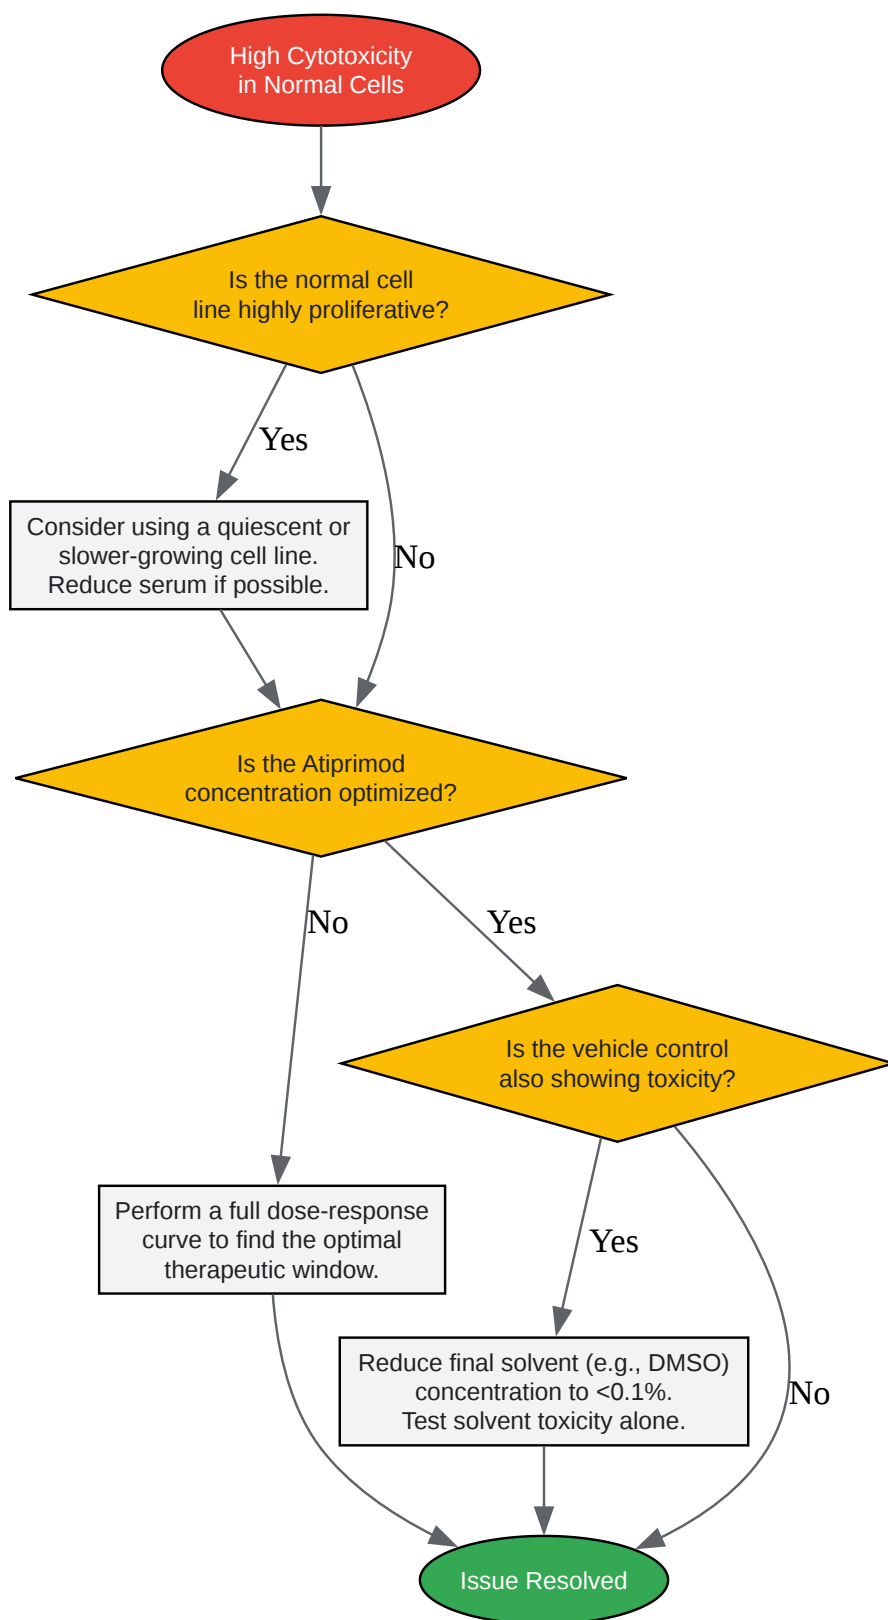 High Cytotoxicity
in Normal Cells
Is the normal cell
line highly proliferative?
Yes
Consider using a quiescent or
slower-growing cell line.
Reduce serum if possible.
No
Is the Atiprimod
concentration optimized?
No
Yes
Is the vehicle control
also showing toxicity?
Perform a full dose-response
curve to find the optimal
therapeutic window.
Yes
Reduce final solvent (e.g., DMSO)
concentration to <0.1%.
Test solvent toxicity alone.
No
Issue Resolved